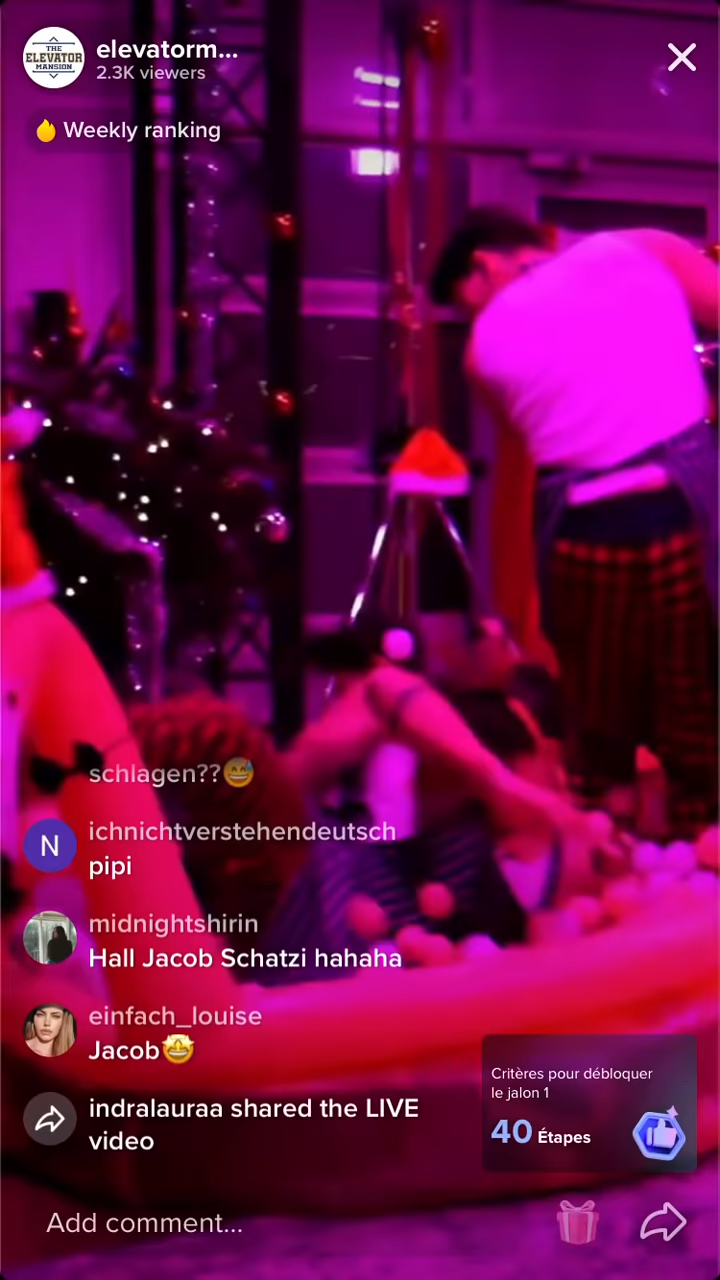 THE
ELEVATOR
MANSION
elevatorm...
2.3K viewers
Weekly ranking
schlagen??😅
N
ichnichtverstehendeutsch
pipi
midnightshirin
Hall Jacob Schatzi hahaha
einfach_louise
Jacob🤩
indralauraa shared the LIVE
video
Critères pour débloquer
le jalon 1
40 Étapes
Add comment...